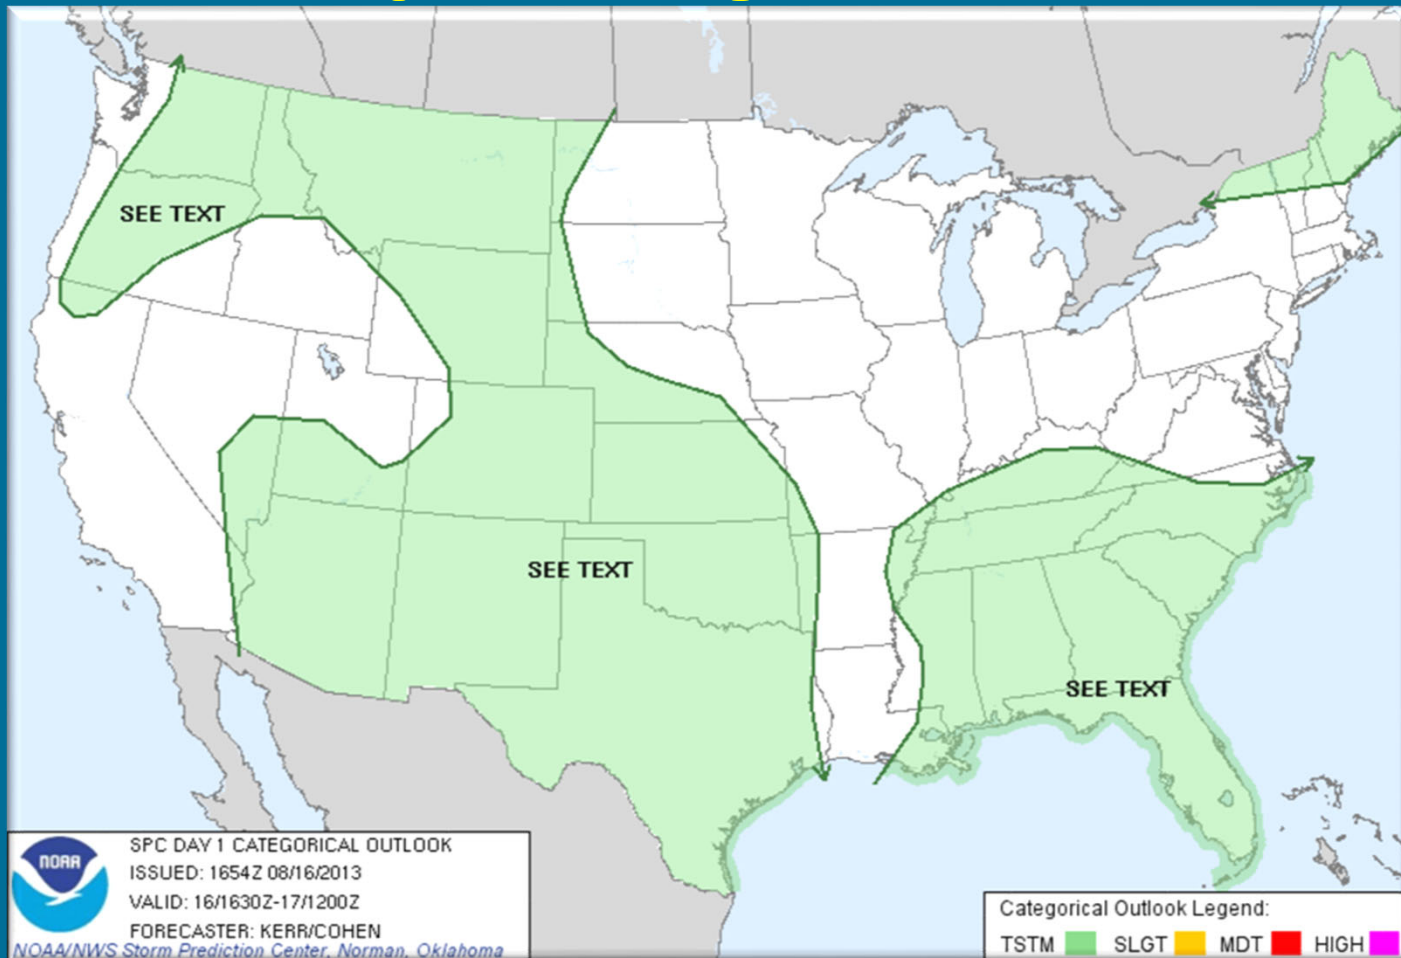 SEE TEXT
SEE TEXT
SEE TEXT
NOAA
SPC DAY 1 CATEGORICAL OUTLOOK
ISSUED: 1654Z 08/16/2013
VALID: 16/1630Z-17/1200Z
FORECASTER: KERR/COHEN
NOAA/NWS Storm Prediction Center, Norman, Oklahoma
Categorical Outlook Legend:
TSTM SLGT MDT HIGH